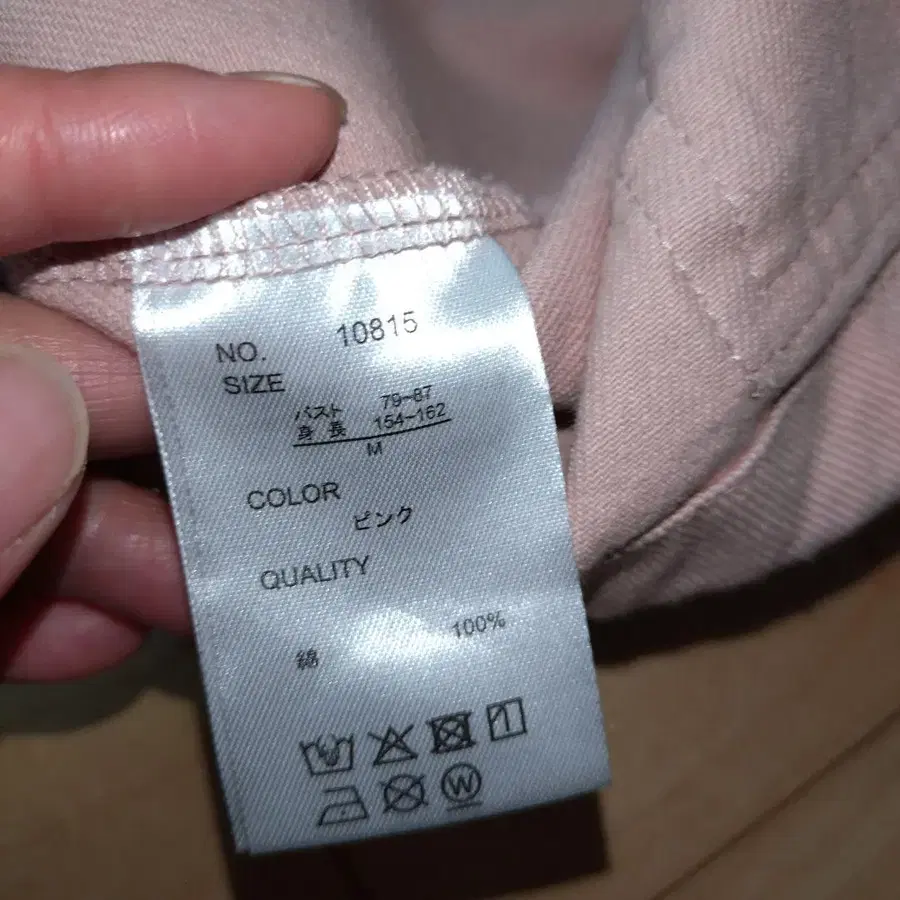 NO. 10815
SIZE
バスト 79-87
身長 154-162
M
COLOR
ピンク
QUALITY
綿 100%
W